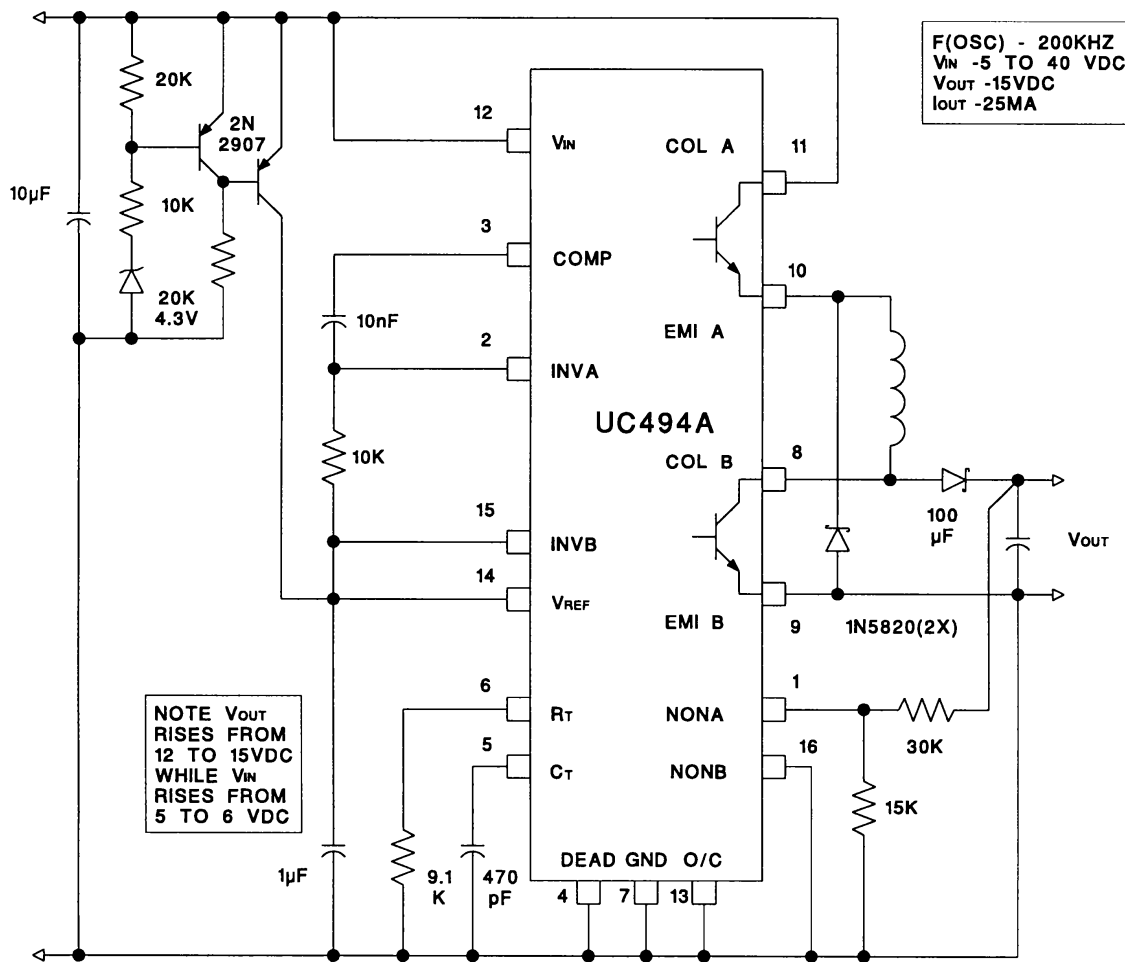 F(OSC) - 200KHZ
VIN -5 TO 40 VDC
VOUT -15VDC
IOUT -25MA
20K
2N
2907
10µF
10K
20K
4.3V
12
VIN
COL A
11
3
COMP
10
10nF
EMI A
2
INVA
UC494A
10K
COL B
8
15
INVB
100
µF
VOUT
14
VREF
EMI B
9
1N5820(2X)
6
RT
NONA
1
30K
5
CT
NONB
16
15K
NOTE VOUT
RISES FROM
12 TO 15VDC
WHILE VIN
RISES FROM
5 TO 6 VDC
1µF
9.1
K
470
pF
DEAD GND O/C
4
7
13